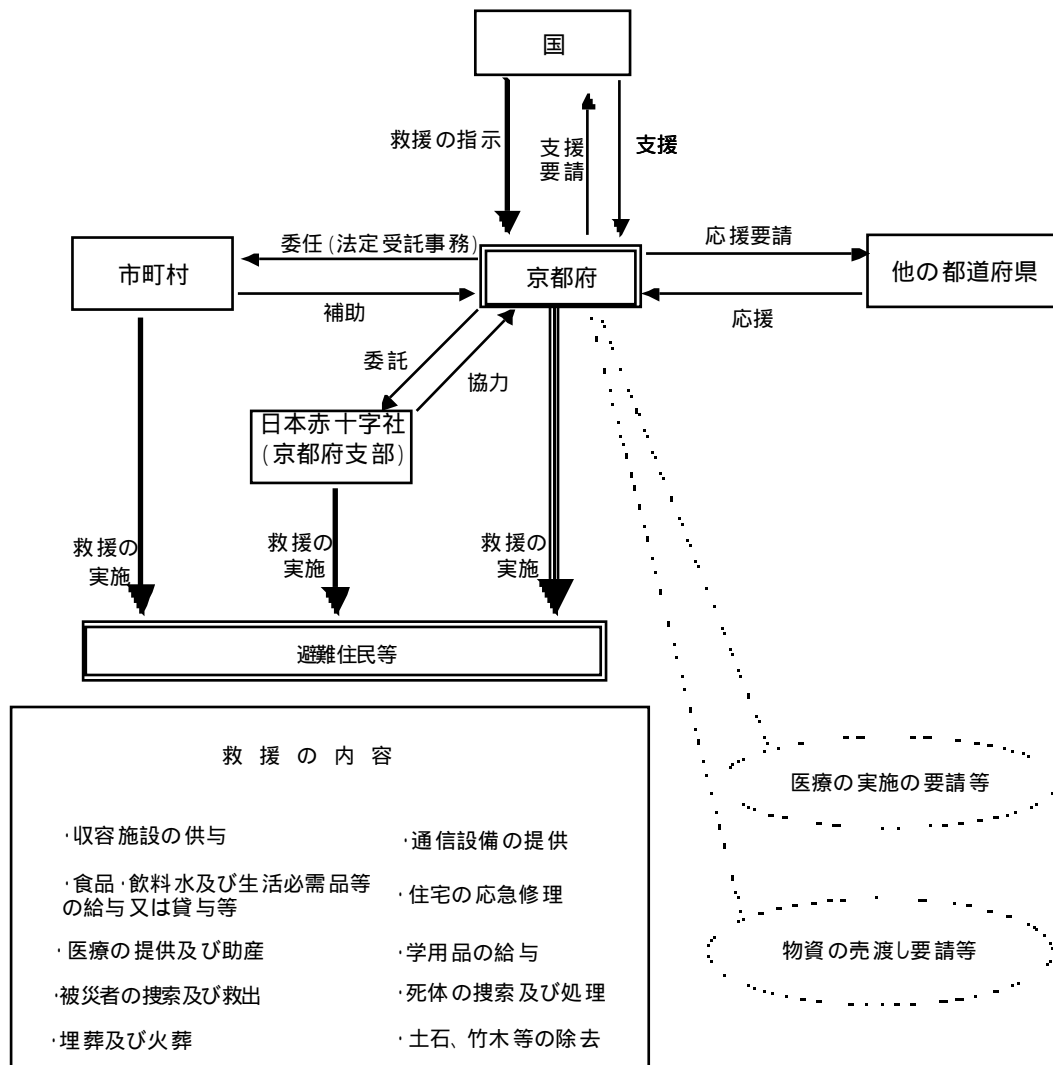 国
救援の指示
支援
要請
支援
市町村
委任(法定受託事務)
補助
京都府
応援要請
応援
他の都道府県
委託
協力
日本赤十字社
(京都府支部)
救援の
実施
救援の
実施
救援の
実施
避難住民等
救援の内容
・収容施設の供与
・通信設備の提供
・食品・飲料水及び生活必需品等
の給与又は貸与等
・住宅の応急修理
・医療の提供及び助産
・学用品の給与
・被災者の捜索及び救出
・死体の捜索及び処理
・埋葬及び火葬
・土石、竹木等の除去
医療の実施の要請等
物資の売渡し要請等